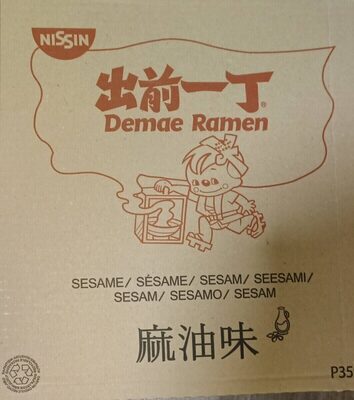 NISSIN
出前一丁®
Demae Ramen
SESAME/ SÉSAME/ SESAM/ SEESAMI/
SESAM/ SESAMO/ SESAM
麻油味
P35